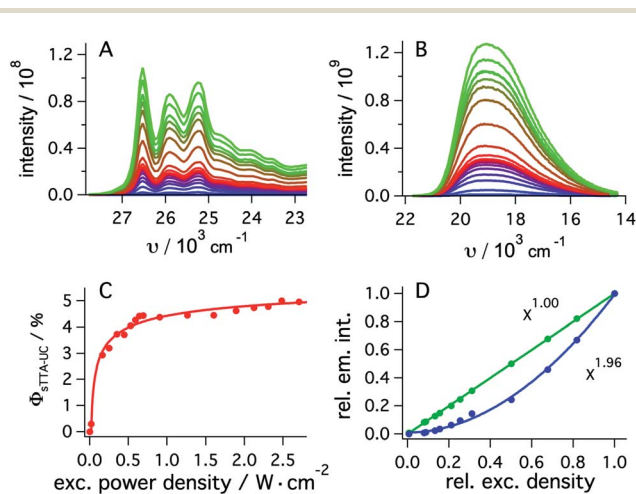 A
intensity / 10⁸
1.2
0.8
0.4
0.0
27 26 25 24 23
υ / 10³ cm⁻¹
B
intensity / 10⁹
1.2
0.8
0.4
0.0
22 20 18 16 14
υ / 10³ cm⁻¹
C
Φ_sTTA-UC / %
5
4
3
2
1
0
0.0 0.5 1.0 1.5 2.0 2.5
exc. power density / W·cm⁻²
D
rel. em. int.
1.0
0.8
0.6
0.4
0.2
0.0
X¹·⁰⁰
X¹·⁹⁶
0.0 0.2 0.4 0.6 0.8 1.0
rel. exc. density